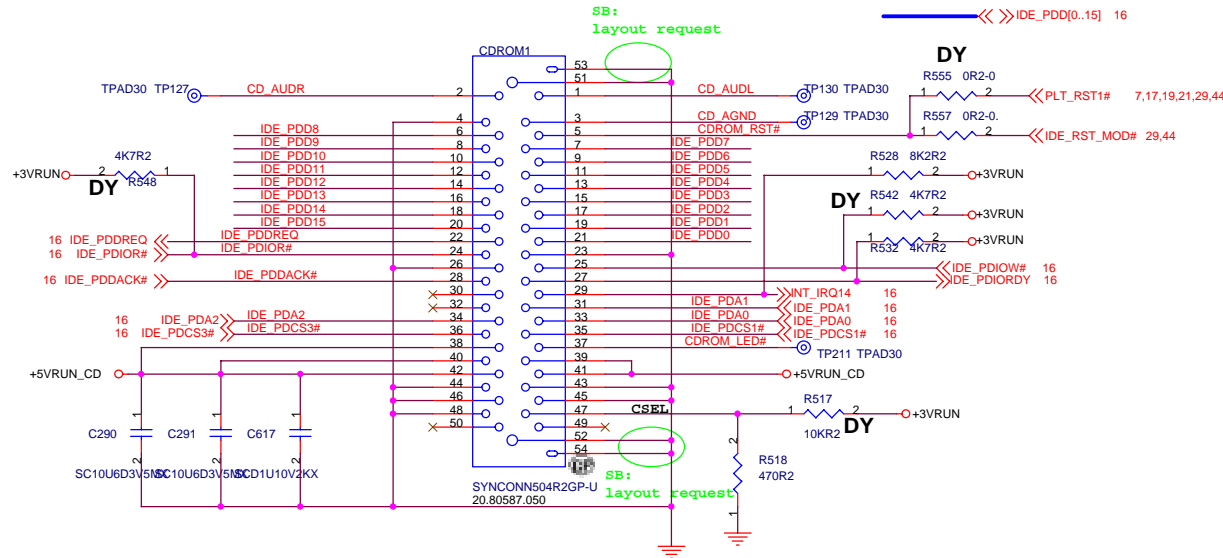 SB:
layout request
IDE_PDD[0..15] 16
CDROM1
DY
R555 0R2-0
1 2
PLT_RST1# 7,17,19,21,29,44
TPAD30 TP127
CD_AUDR
2
53
51
1
CD_AUDL
TP130 TPAD30
4
3
CD_AGND
TP129 TPAD30
R557 0R2-0.
1 2
IDE_RST_MOD# 29,44
IDE_PDD8 6
5 CDROM_RST#
IDE_PDD9 8
7 IDE_PDD7
IDE_PDD10 10
9 IDE_PDD6
IDE_PDD11 12
11 IDE_PDD5
IDE_PDD12 14
13 IDE_PDD4
IDE_PDD13 16
15 IDE_PDD3
IDE_PDD14 18
17 IDE_PDD2
IDE_PDD15 20
19 IDE_PDD1
21 IDE_PDD0
4K7R2
+3VRUN 2 1
DY R548
R528 8K2R2
1 2 +3VRUN
DY
R542 4K7R2
1 2 +3VRUN
1 2 +3VRUN
R532 4K7R2
16 IDE_PDDREQ IDE_PDDREQ 22
16 IDE_PDIOR# IDE_PDIOR# 24
23
26
25 IDE_PDIOW# 16
16 IDE_PDDACK# IDE_PDDACK# 28
27 IDE_PDIORDY 16
30
29 INT_IRQ14 16
32
31 IDE_PDA1 IDE_PDA1 16
16 IDE_PDA2 IDE_PDA2 34
33 IDE_PDA0 IDE_PDA0 16
16 IDE_PDCS3# IDE_PDCS3# 36
35 IDE_PDCS1# IDE_PDCS1# 16
38
37 CDROM_LED#
TP211 TPAD30
40
39
+5VRUN_CD 42
41 +5VRUN_CD
44
43
46
45
48
47 CSEL
R517
1 2 +3VRUN
10KR2 DY
50
49
52
54
C290
1 2
SC10U6D3V5MX
C291
1 2
SC10U6D3V5MX
C617
1 2
SCD1U10V2KX
SYNCONN504R2GP-U
20.80587.050
SB:
layout request
2
R518
470R2
1